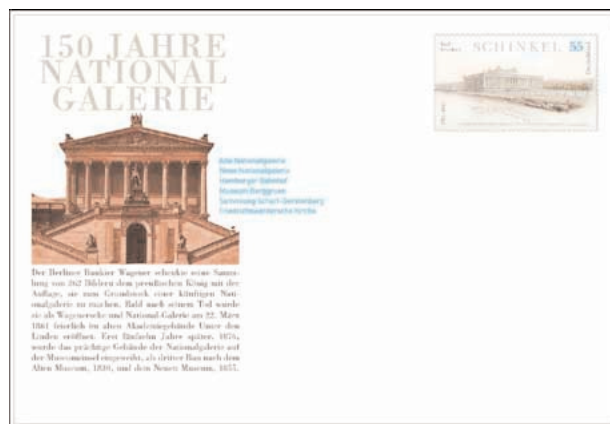 150 JAHRE
NATIONAL
GALERIE
SCHINKEL 55
Deutschland
Alte Nationalgalerie
Neue Nationalgalerie
Hamburger Bahnhof
Museum Berggruen
Sammlung Scharf-Gerstenberg
Friedrichswerdersche Kirche
Der Berliner Bankier Wagener schenkte seine Samm-
lung von 262 Bildern dem preußischen König mit der
Auflage, sie zum Grundstock einer künftigen Nati-
onalgalerie zu machen. Bald nach seinem Tod wurde
sie als Wagenersche und National-Galerie am 22. März
1861 feierlich im alten Akademiegebäude Unter den
Linden eröffnet. Erst fünfzehn Jahre später, 1876,
wurde das prächtige Gebäude der Nationalgalerie auf
der Museumsinsel eingeweiht, als dritter Bau nach dem
Alten Museum, 1830, und dem Neuen Museum, 1855.